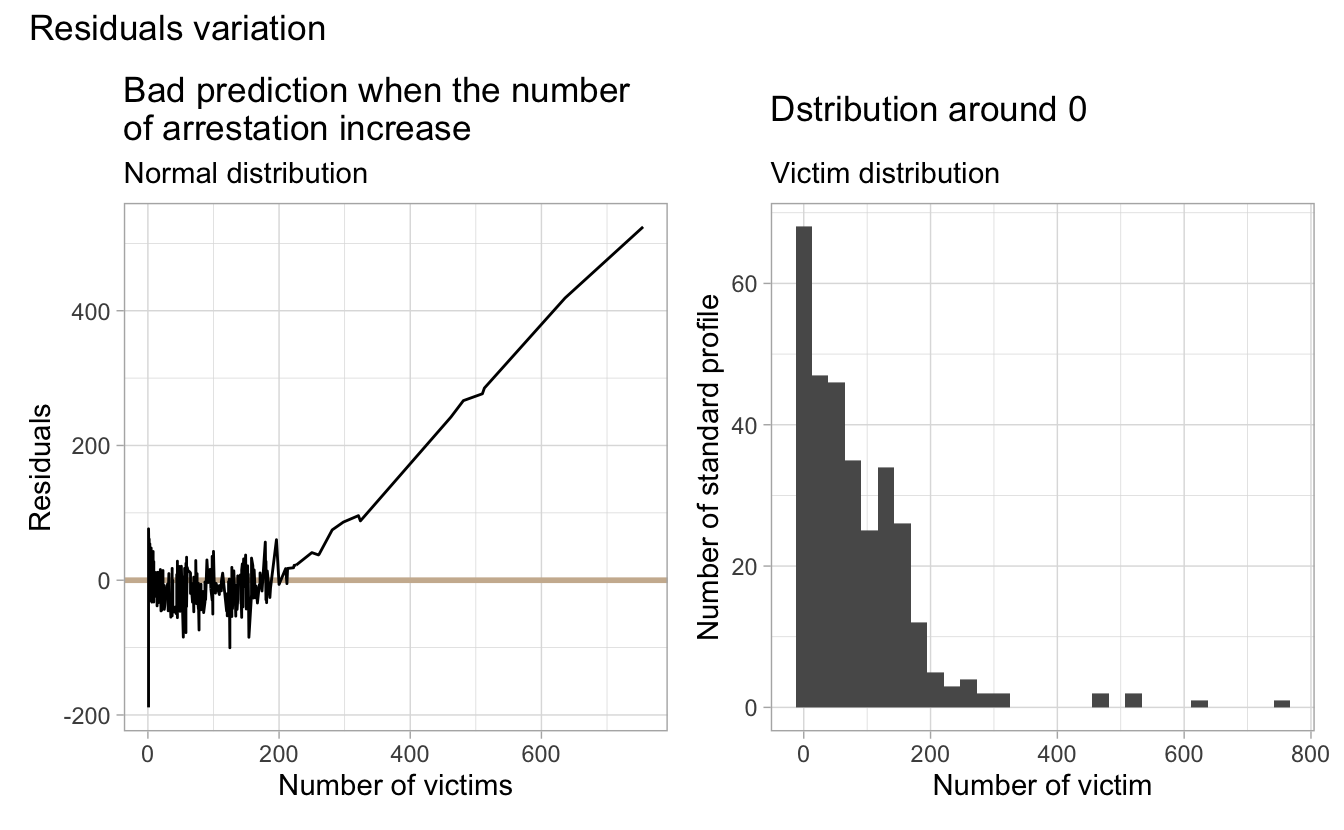 Residuals variation
Bad prediction when the number
of arrestation increase
Normal distribution
Residuals
400
200
0
-200
0
200
400
600
Number of victims
Dstribution around 0
Victim distribution
Number of standard profile
60
40
20
0
0
200
400
600
800
Number of victim